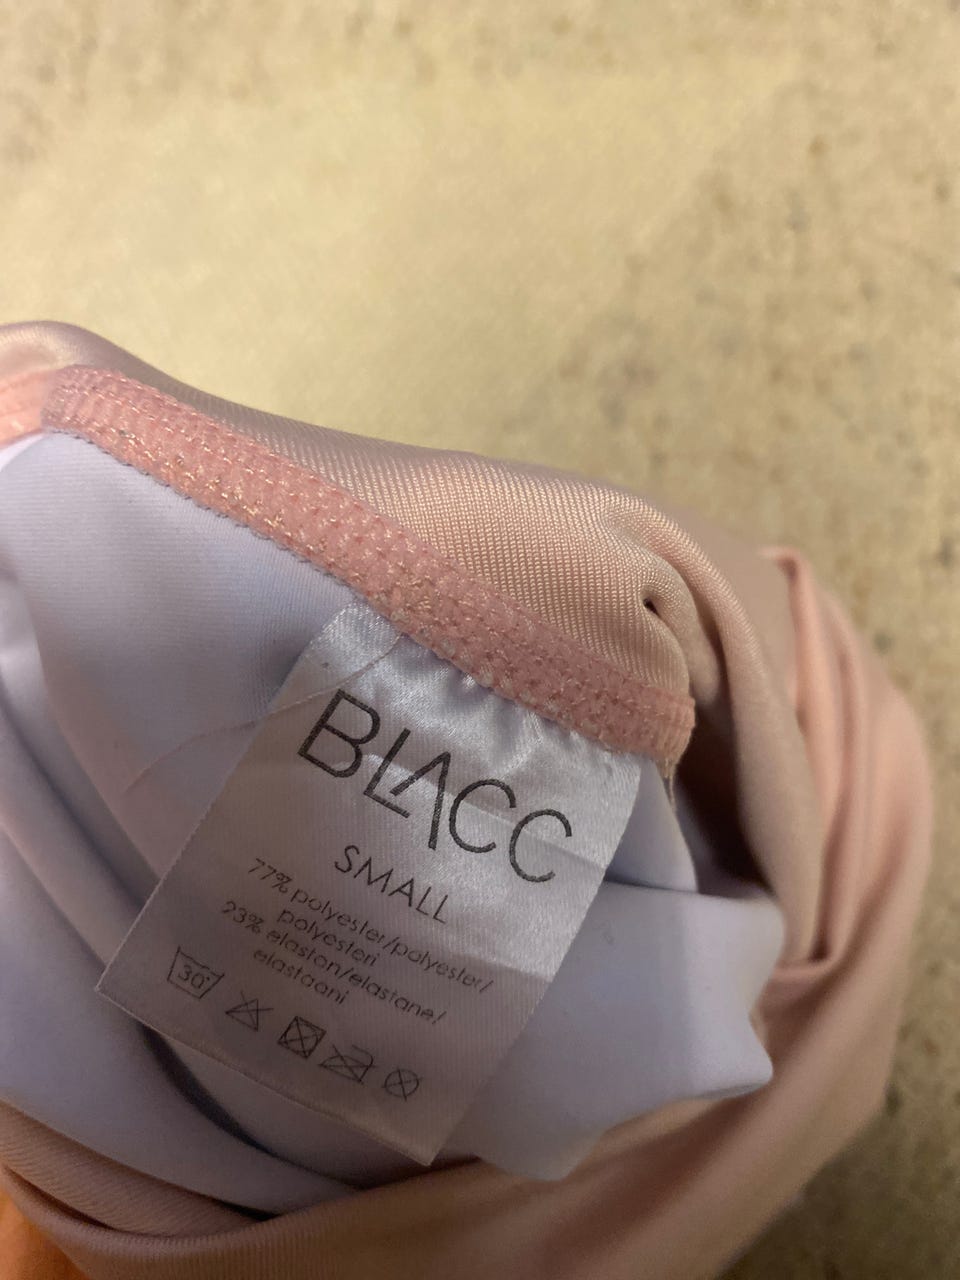 BLACC
SMALL
77% polyester/polyester/
polyesteri
23% elastan/elastane/
elastaani
30°